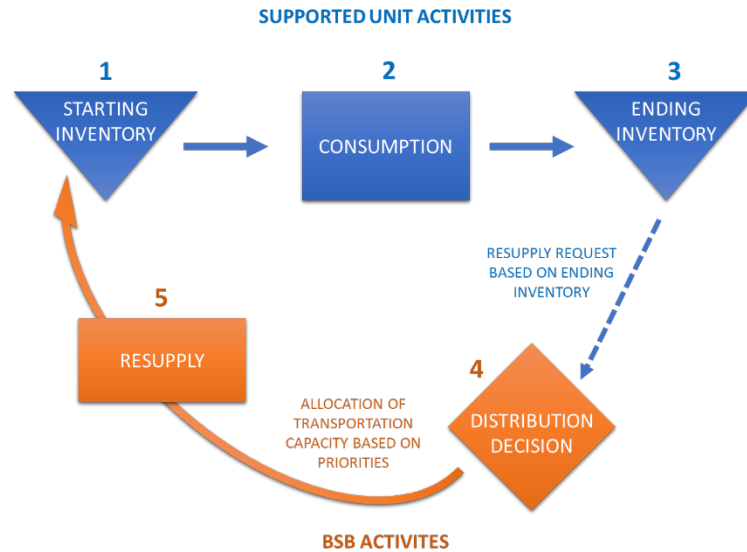 SUPPORTED UNIT ACTIVITIES
1
2
3
STARTING
INVENTORY
CONSUMPTION
ENDING
INVENTORY
RESUPPLY REQUEST
BASED ON ENDING
INVENTORY
5
RESUPPLY
4
DISTRIBUTION
DECISION
ALLOCATION OF
TRANSPORTATION
CAPACITY BASED ON
PRIORITIES
BSB ACTIVITES